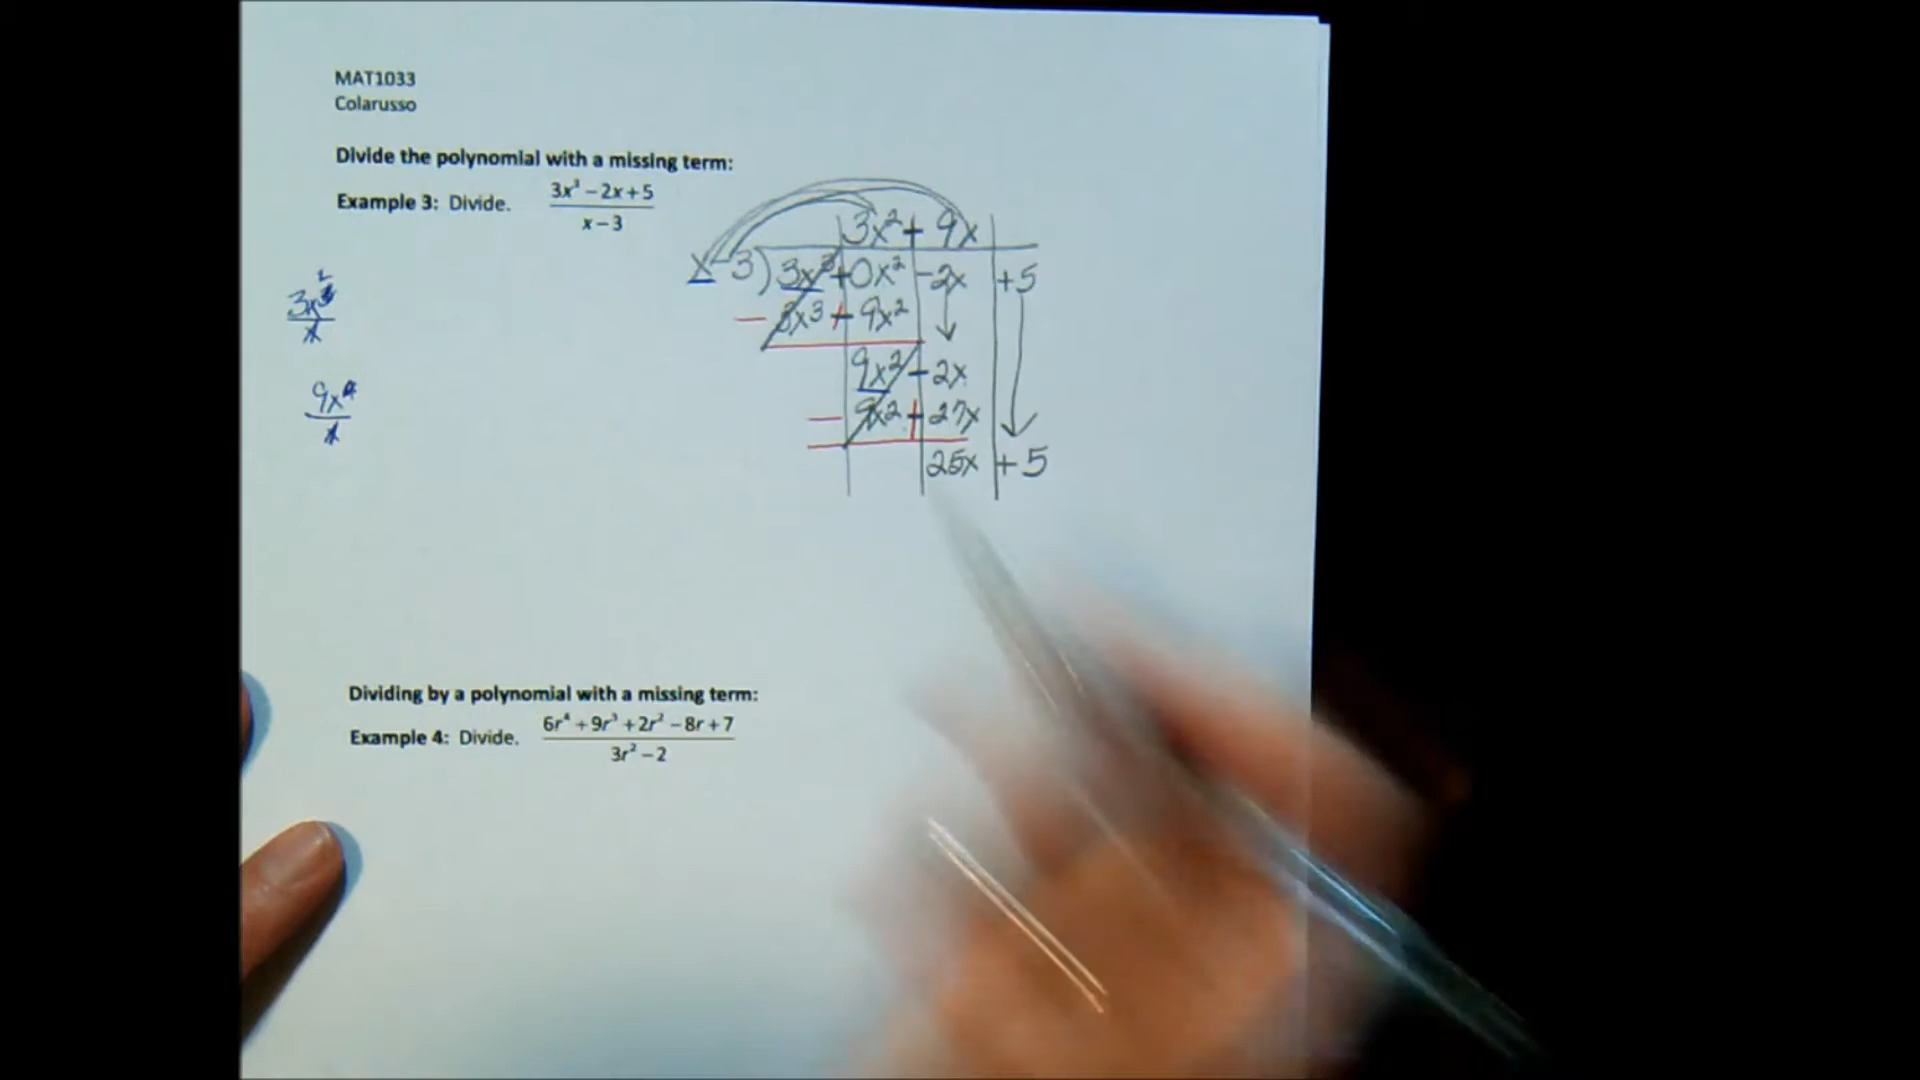 MAT1033
Colarusso
Divide the polynomial with a missing term:
Example 3: Divide. 3x³ − 2x + 5
x − 3
3x² + 9x
x − 3) 3x³ + 0x² − 2x + 5
− 3x³ + 9x²
9x² − 2x
− 9x² + 27x
25x + 5
3x³
x
9x²
x
Dividing by a polynomial with a missing term:
Example 4: Divide. 6r⁴ + 9r³ + 2r² − 8r + 7
3r² − 2